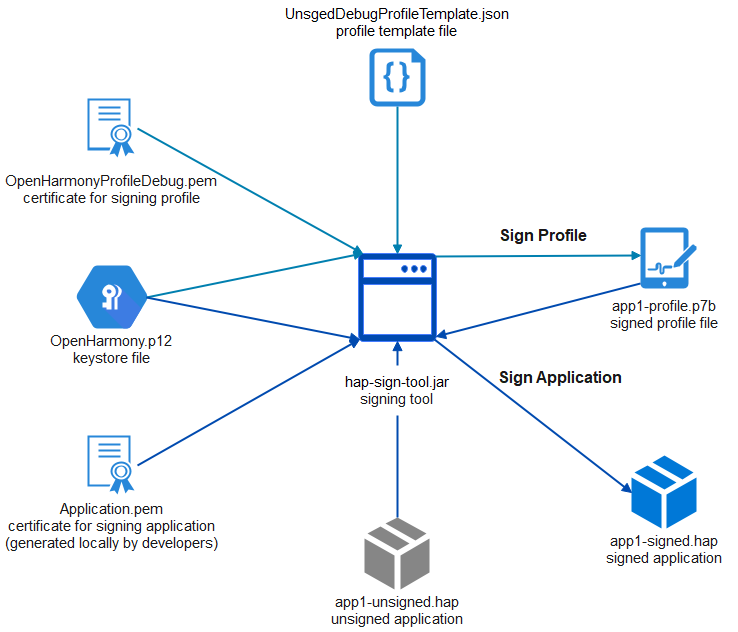 UnsgedDebugProfileTemplate.json
profile template file
OpenHarmonyProfileDebug.pem
certificate for signing profile
Sign Profile
app1-profile.p7b
signed profile file
OpenHarmony.p12
keystore file
hap-sign-tool.jar
signing tool
Sign Application
Application.pem
certificate for signing application
(generated locally by developers)
app1-signed.hap
signed application
app1-unsigned.hap
unsigned application